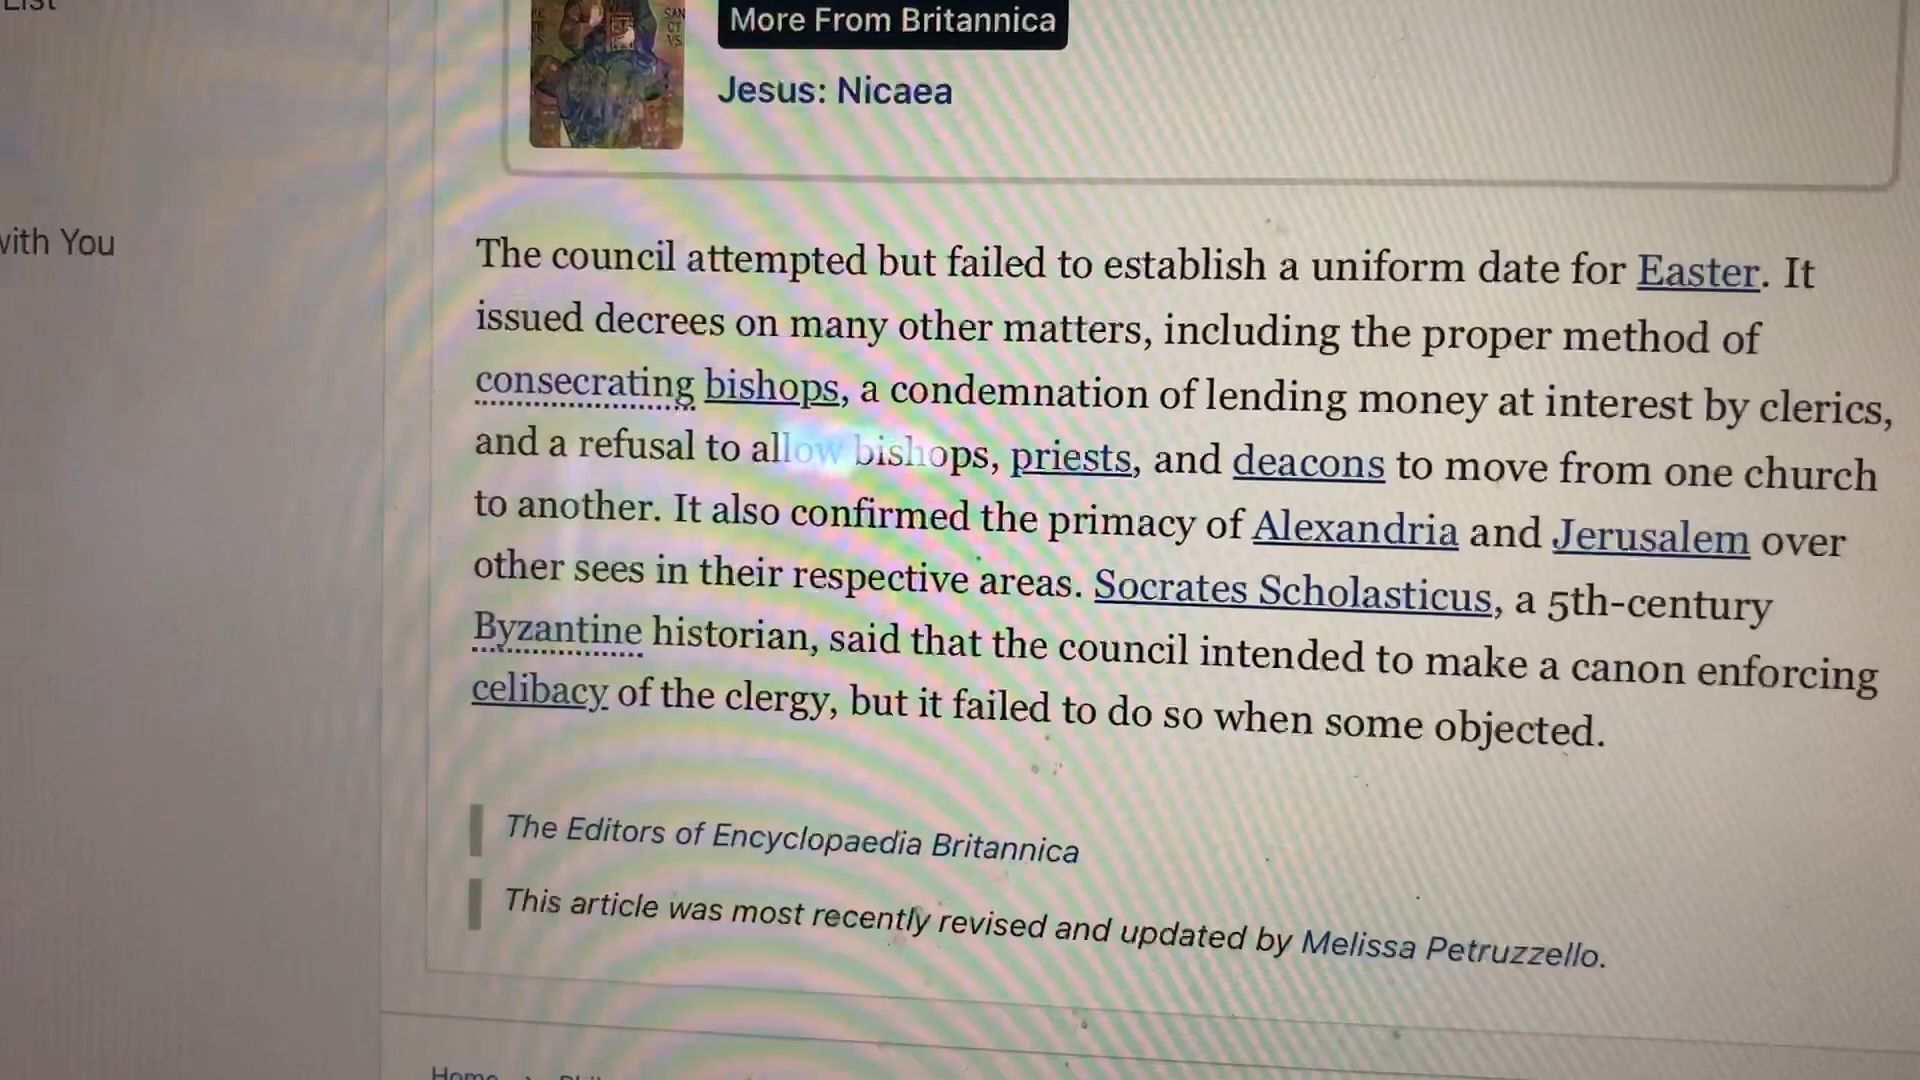 List
SAN
CT
VS
More From Britannica
Jesus: Nicaea
with You
The council attempted but failed to establish a uniform date for Easter. It
issued decrees on many other matters, including the proper method of
consecrating bishops, a condemnation of lending money at interest by clerics,
and a refusal to allow bishops, priests, and deacons to move from one church
to another. It also confirmed the primacy of Alexandria and Jerusalem over
other sees in their respective areas. Socrates Scholasticus, a 5th-century
Byzantine historian, said that the council intended to make a canon enforcing
celibacy of the clergy, but it failed to do so when some objected.
The Editors of Encyclopaedia Britannica
This article was most recently revised and updated by Melissa Petruzzello.
Home